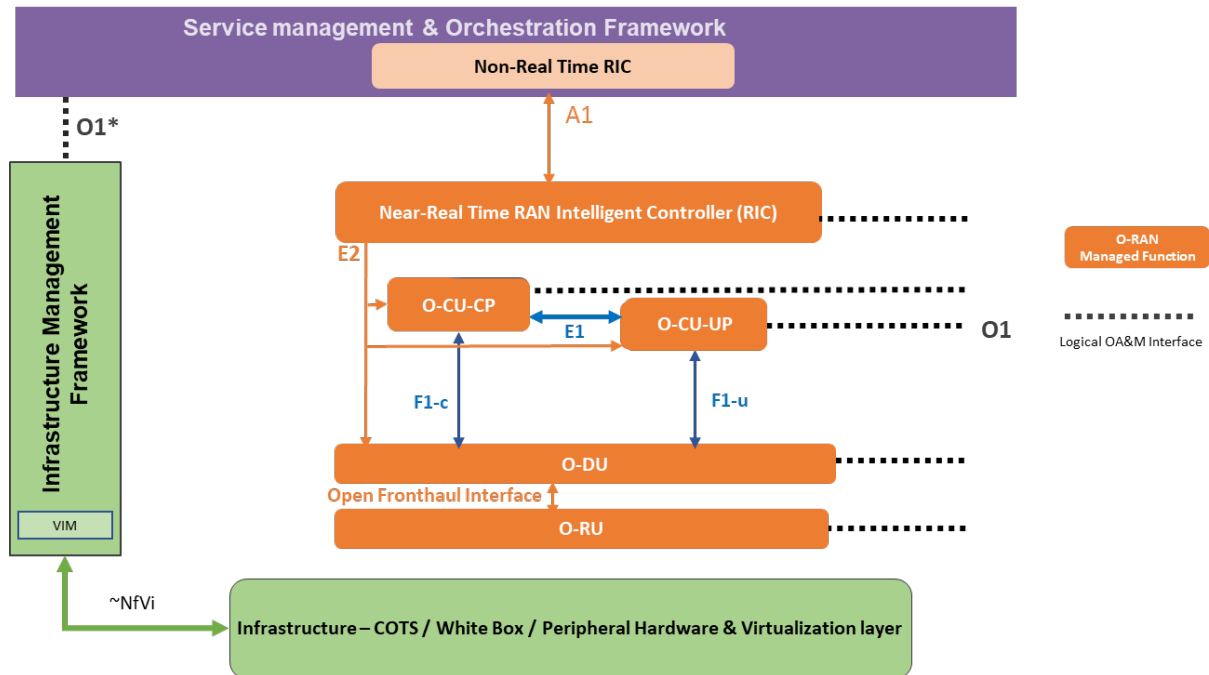 Service management & Orchestration Framework
Non-Real Time RIC
O1*
A1
Infrastructure Management
Framework
VIM
Near-Real Time RAN Intelligent Controller (RIC)
E2
O-CU-CP
E1
O-CU-UP
O1
F1-c
F1-u
O-DU
Open Fronthaul Interface
O-RU
O-RAN
Managed Function
Logical OA&M Interface
~NfVi
Infrastructure – COTS / White Box / Peripheral Hardware & Virtualization layer